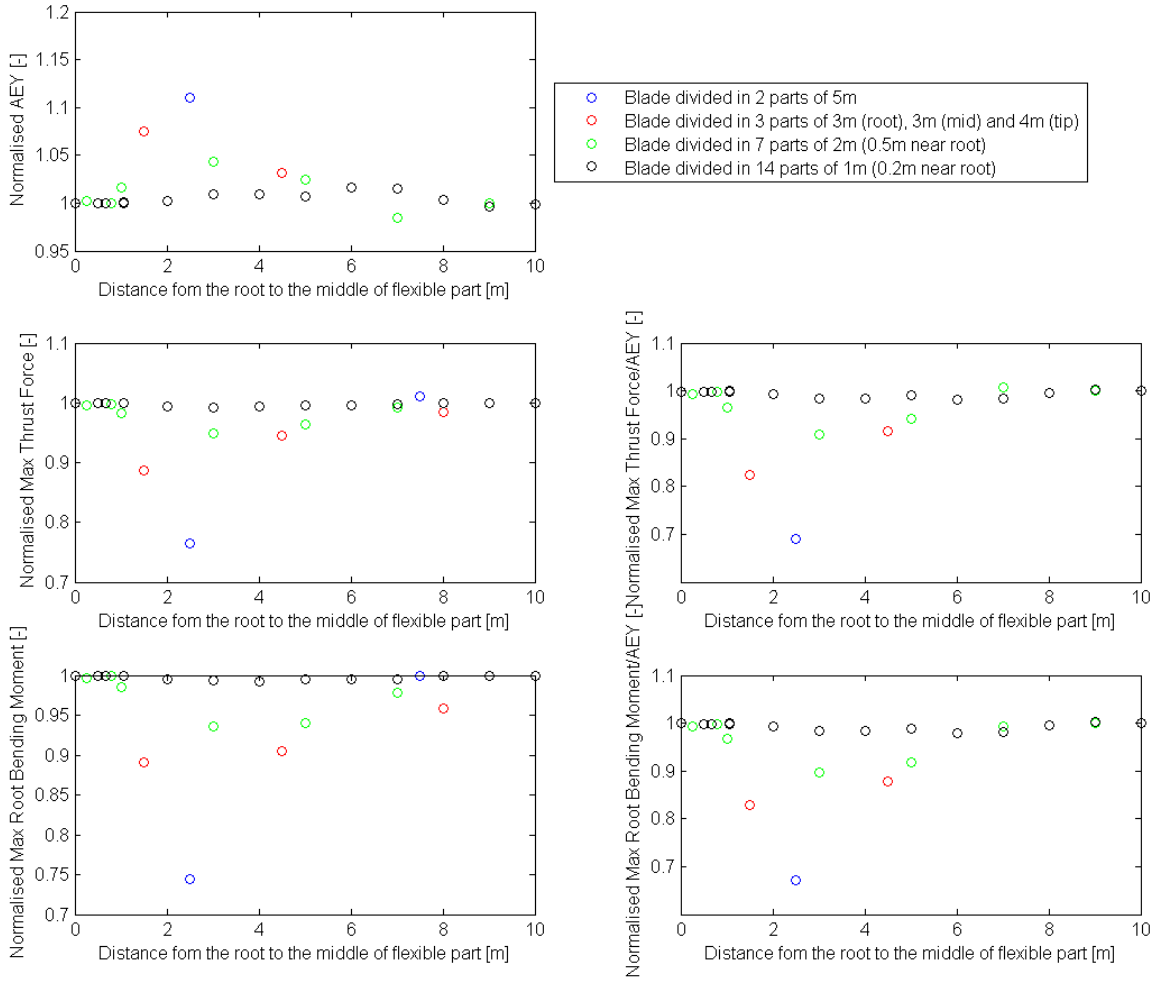 1.2
1.15
1.1
1.05
1
0.95
Normalised AEY [-]
0 2 4 6 8 10
Distance fom the root to the middle of flexible part [m]
Blade divided in 2 parts of 5m
Blade divided in 3 parts of 3m (root), 3m (mid) and 4m (tip)
Blade divided in 7 parts of 2m (0.5m near root)
Blade divided in 14 parts of 1m (0.2m near root)
1.1
1
0.9
0.8
0.7
Normalised Max Thrust Force [-]
0 2 4 6 8 10
Distance fom the root to the middle of flexible part [m]
1.1
1
0.9
0.8
0.7
Normalised Max Thrust Force/AEY [-]
0 2 4 6 8 10
Distance fom the root to the middle of flexible part [m]
1
0.95
0.9
0.85
0.8
0.75
0.7
Normalised Max Root Bending Moment [-]
0 2 4 6 8 10
Distance fom the root to the middle of flexible part [m]
1.1
1
0.9
0.8
0.7
Normalised Max Root Bending Moment/AEY [-]
0 2 4 6 8 10
Distance fom the root to the middle of flexible part [m]